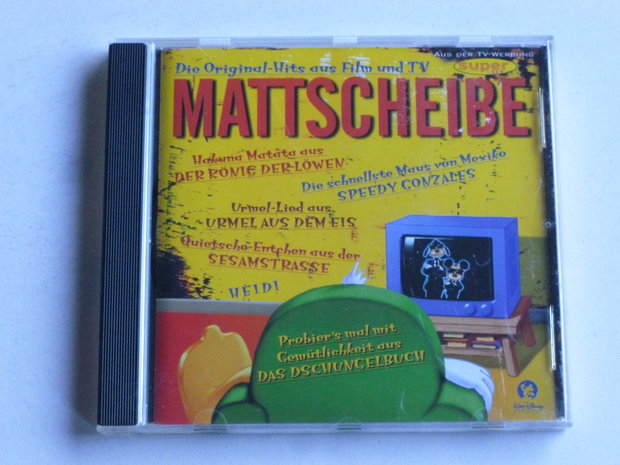 AUS DER TV-WERBUNG
super
Die Original-Hits aus Film und TV
MATTSCHEIBE
Hakuna Matata aus
DER KÖNIG DER LÖWEN
Die schnellste Maus von Mexiko
SPEEDY GONZALES
Urmel-Lied aus
URMEL AUS DEM EIS
Quietsche-Entchen aus der
SESAMSTRASSE
HEIDI
Probier's mal mit
Gemütlichkeit aus
DAS DSCHUNGELBUCH
WALT DISNEY